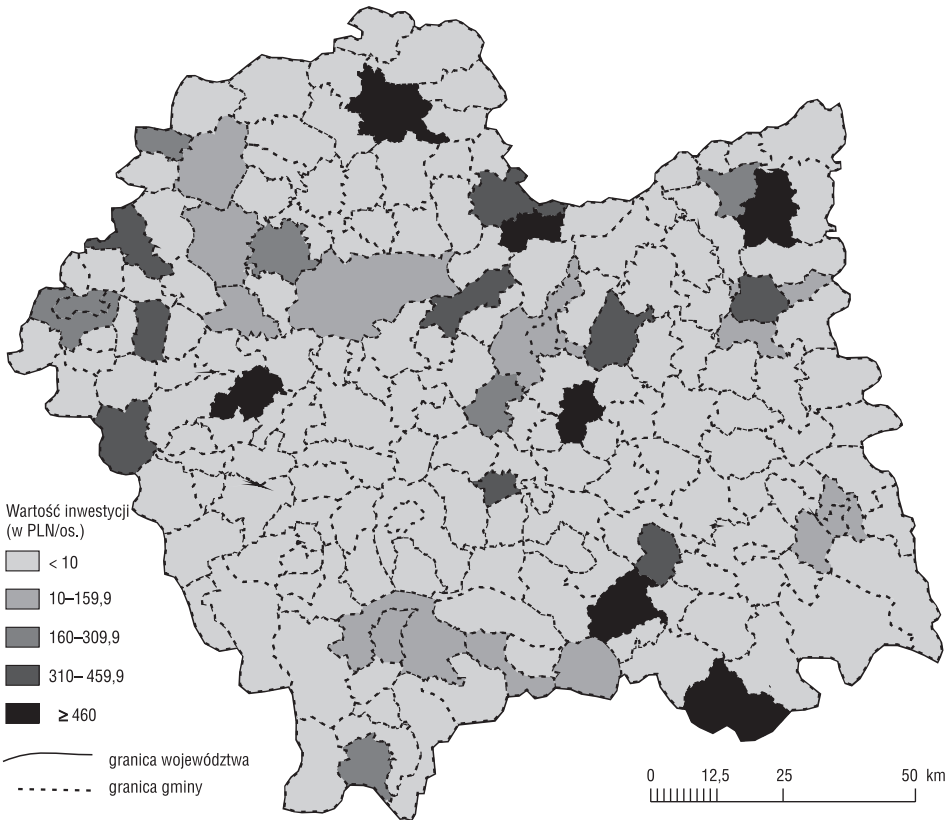 Wartość inwestycji
(w PLN/os.)
< 10
10–159,9
160–309,9
310–459,9
≥ 460
granica województwa
granica gminy
0 12,5 25 50 km